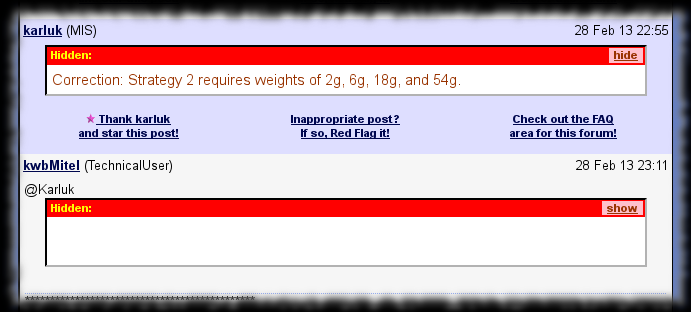 karluk (MIS) 28 Feb 13 22:55
Hidden: hide
Correction: Strategy 2 requires weights of 2g, 6g, 18g, and 54g.
Thank karluk Inappropriate post? Check out the FAQ
and star this post! If so, Red Flag it! area for this forum!
kwbMitel (TechnicalUser) 28 Feb 13 23:11
@Karluk
Hidden: show
**********************************************